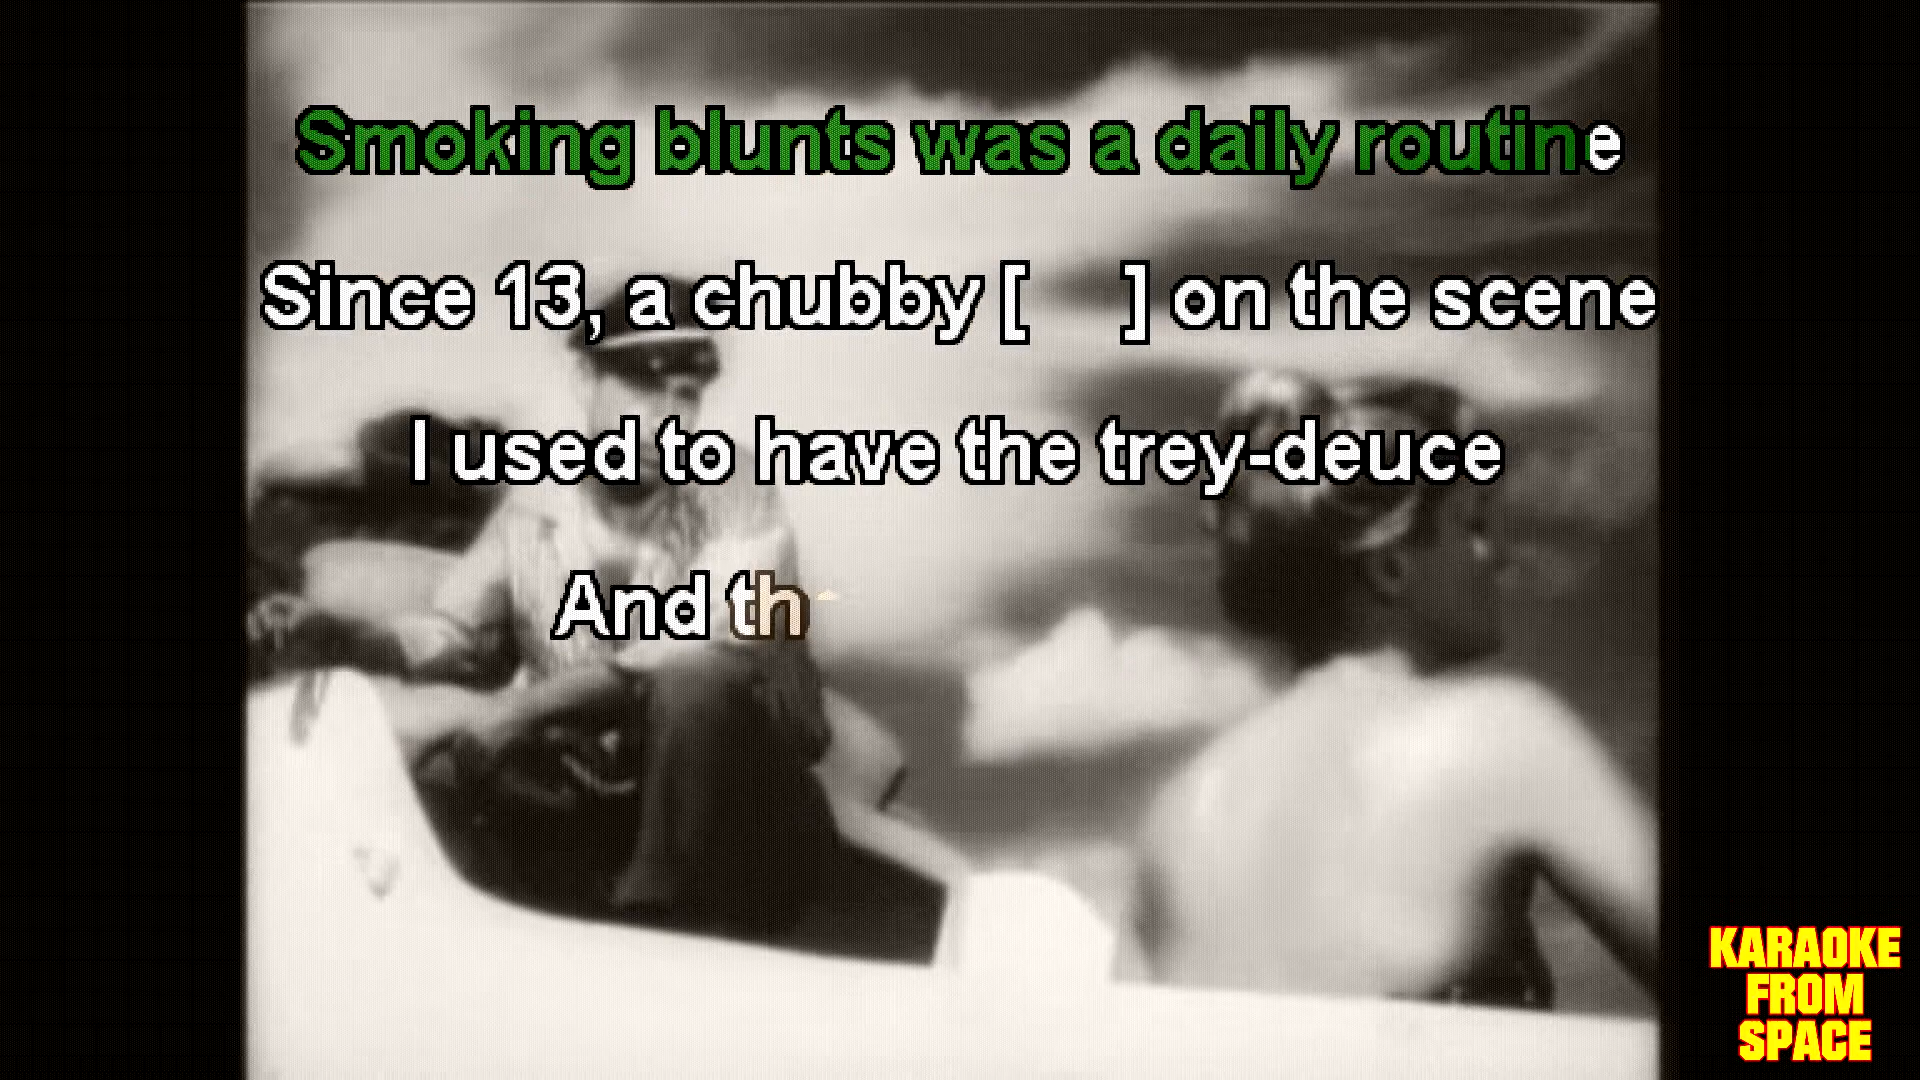 Smoking blunts was a daily routine
Since 13, a chubby [ ] on the scene
I used to have the trey-deuce
And th
KARAOKE
FROM
SPACE